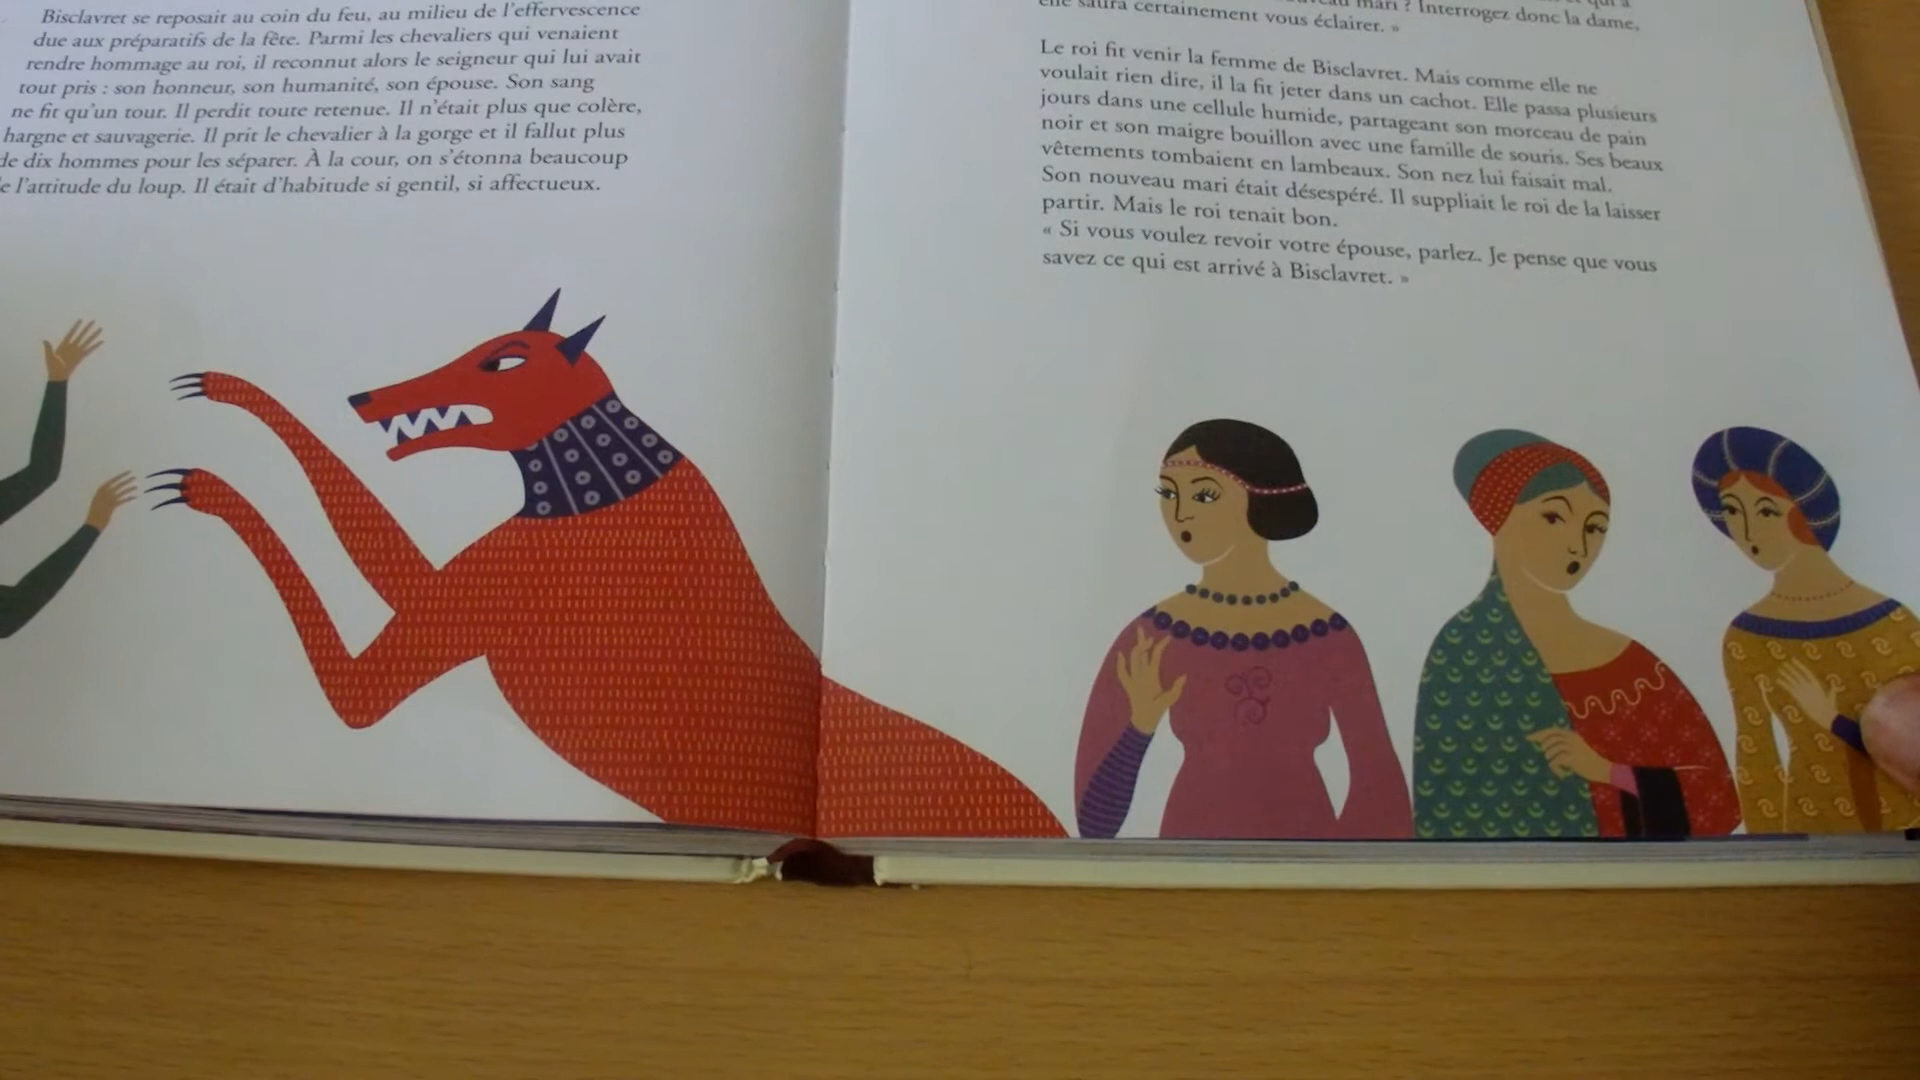 Bisclavret se reposait au coin du feu, au milieu de l'effervescence
due aux préparatifs de la fête. Parmi les chevaliers qui venaient
rendre hommage au roi, il reconnut alors le seigneur qui lui avait
tout pris : son honneur, son humanité, son épouse. Son sang
ne fit qu'un tour. Il perdit toute retenue. Il n'était plus que colère,
hargne et sauvagerie. Il prit le chevalier à la gorge et il fallut plus
de dix hommes pour les séparer. À la cour, on s'étonna beaucoup
e l'attitude du loup. Il était d'habitude si gentil, si affectueux.
mari ? Interrogez donc la dame,
elle saura certainement vous éclairer. »
Le roi fit venir la femme de Bisclavret. Mais comme elle ne
voulait rien dire, il la fit jeter dans un cachot. Elle passa plusieurs
jours dans une cellule humide, partageant son morceau de pain
noir et son maigre bouillon avec une famille de souris. Ses beaux
vêtements tombaient en lambeaux. Son nez lui faisait mal.
Son nouveau mari était désespéré. Il suppliait le roi de la laisser
partir. Mais le roi tenait bon.
« Si vous voulez revoir votre épouse, parlez. Je pense que vous
savez ce qui est arrivé à Bisclavret. »